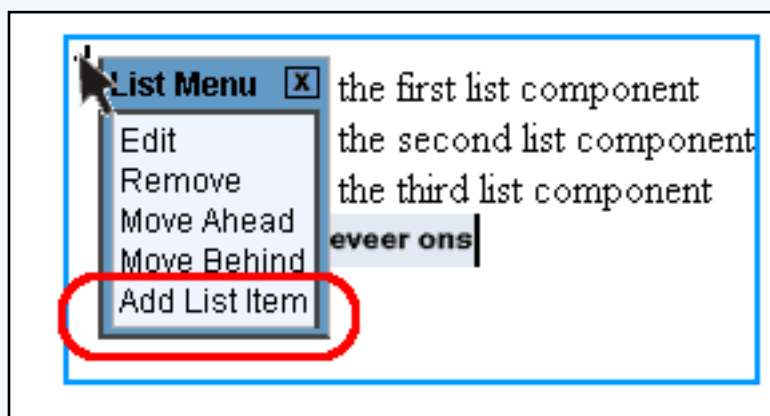 List Menu X
the first list component
Edit
the second list component
Remove
the third list component
Move Ahead
eveer ons
Move Behind
Add List Item